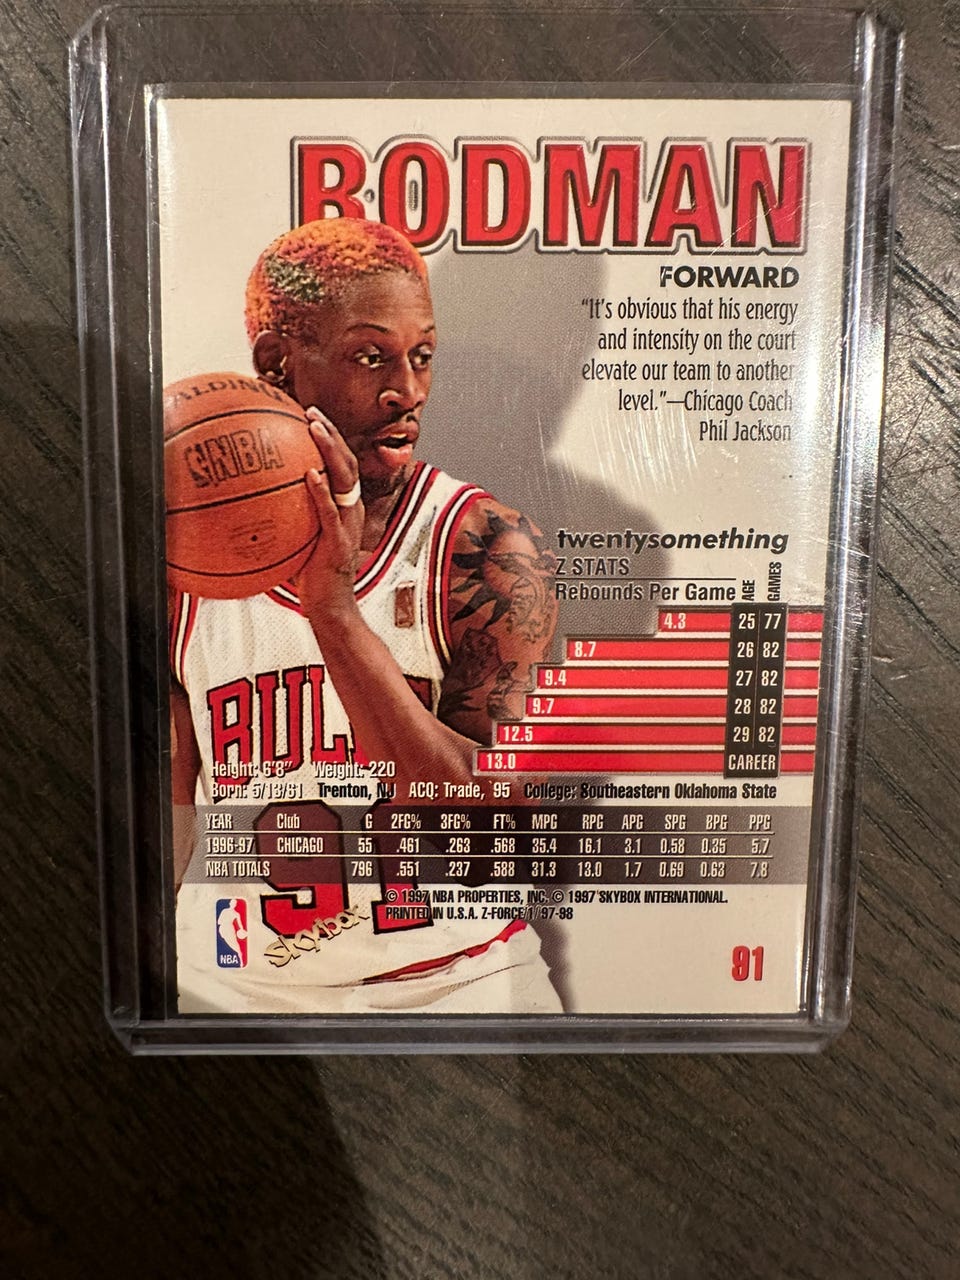 RODMAN
FORWARD
“It's obvious that his energy
and intensity on the court
elevate our team to another
level.”—Chicago Coach
Phil Jackson
SPALDING
NBA
twentysomething
Z STATS
Rebounds Per Game AGE GAMES
4.3 25 77
8.7 26 82
9.4 27 82
9.7 28 82
12.5 29 82
13.0 CAREER
BULLS
Height: 6'8" Weight: 220
Born: 5/13/61 Trenton, NJ ACQ: Trade, '95 College: Southeastern Oklahoma State
YEAR Club G 2FG% 3FG% FT% MPG RPG APG SPG BPG PPG
1996-97 CHICAGO 55 .461 .263 .568 35.4 16.1 3.1 0.58 0.35 5.7
NBA TOTALS 796 .551 .237 .588 31.3 13.0 1.7 0.69 0.63 7.8
91
© 1997 NBA PROPERTIES, INC. © 1997 SKYBOX INTERNATIONAL.
PRINTED IN U.S.A. Z-FORCE/1/97-98
NBA
SKYBOX
91